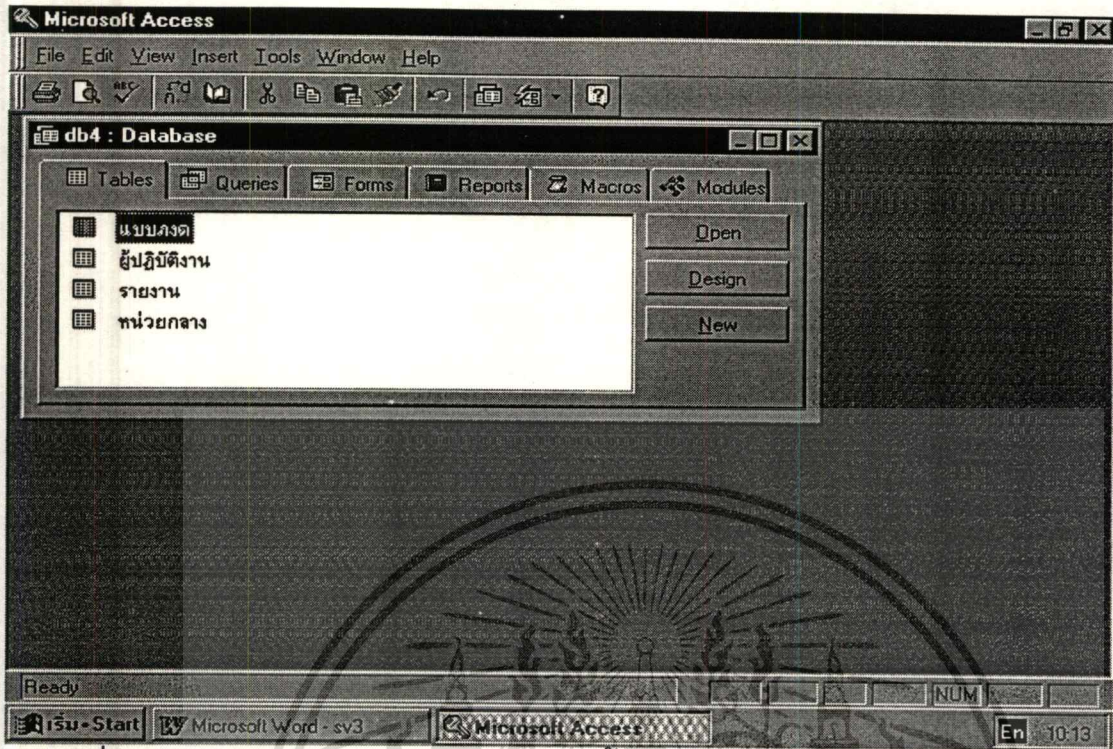 Microsoft Access
File Edit View Insert Tools Window Help
db4 : Database
Tables Queries Forms Reports Macros Modules
แบบภงด
ผู้ปฏิบัติงาน
รายงาน
หน่วยกลาง
Open
Design
New
Ready
NUM
เริ่ม-Start Microsoft Word - sv3 Microsoft Access En 10:13